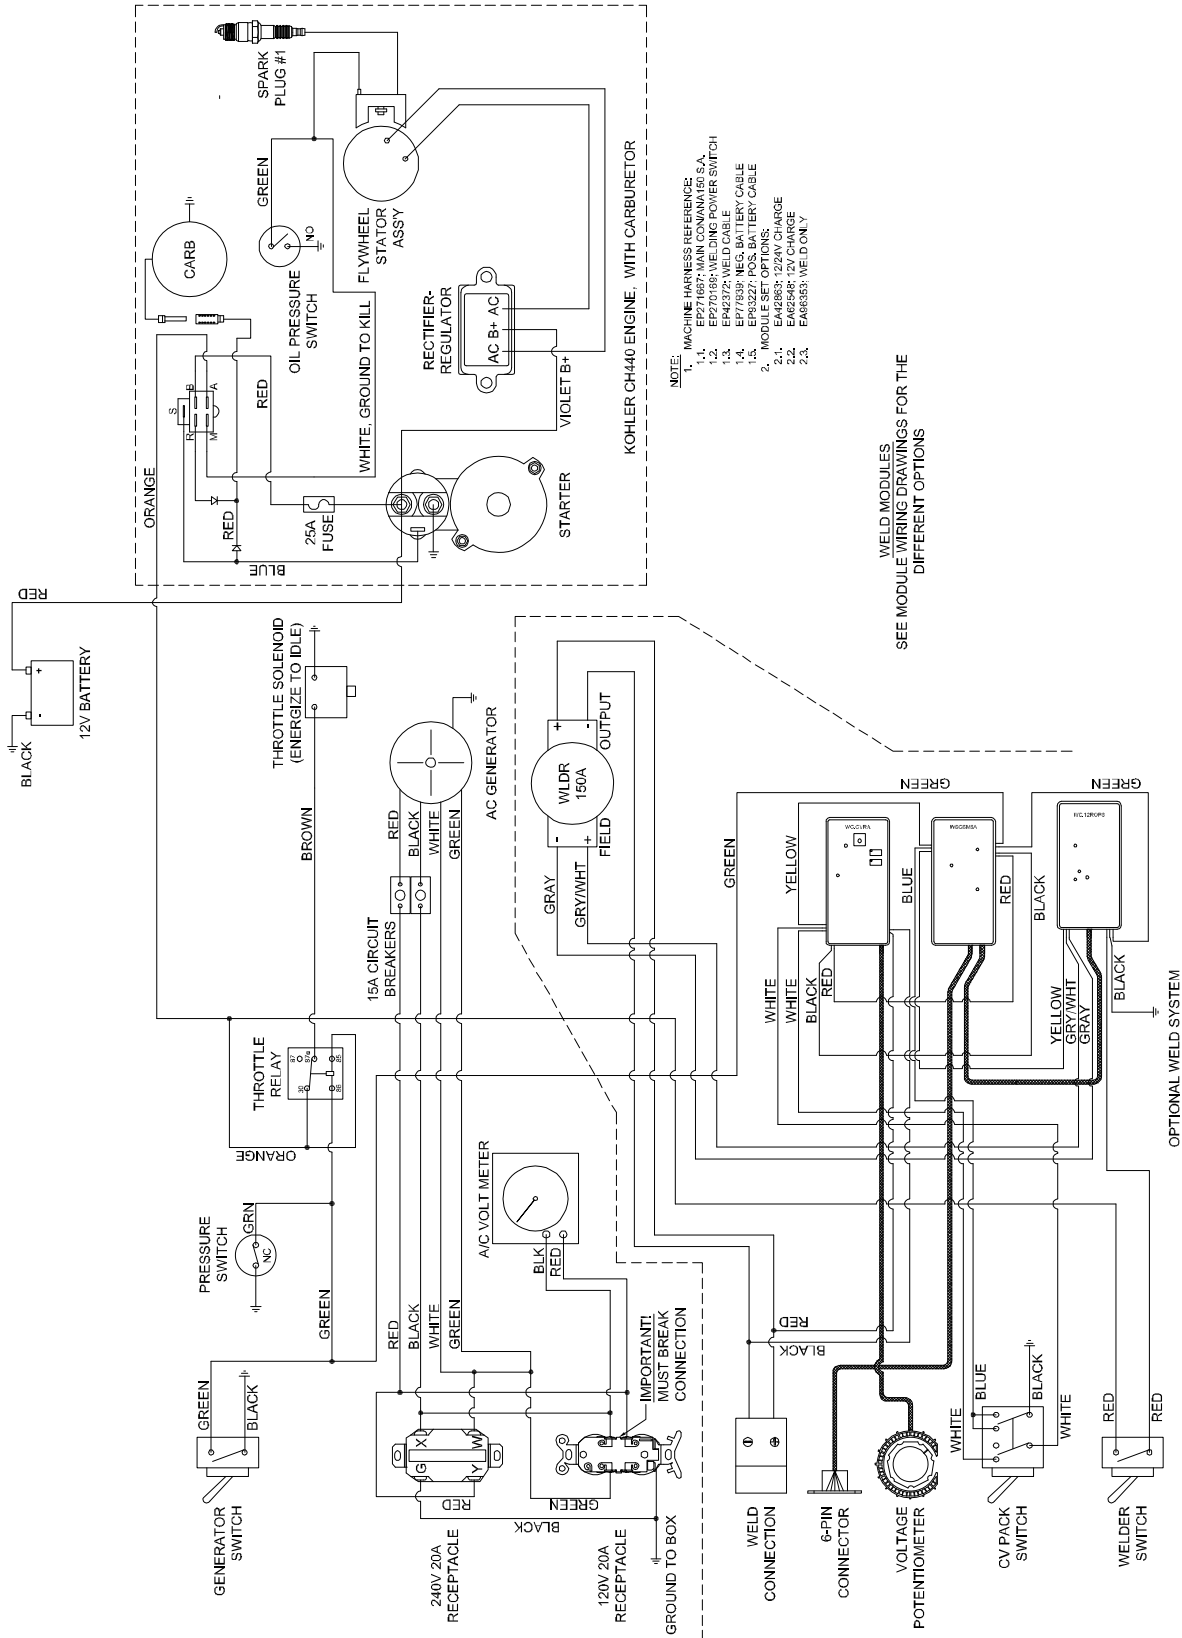 SPARK
PLUG #1
CARB
GREEN
NO
OIL PRESSURE
SWITCH
FLYWHEEL
STATOR
ASS'Y
RECTIFIER-
REGULATOR
AC B+ AC
VIOLET B+
WHITE, GROUND TO KILL
RED
S
B
A
R
M
ORANGE
RED
25A
FUSE
BLUE
STARTER
KOHLER CH440 ENGINE, WITH CARBURETOR
NOTE:
1. MACHINE HARNESS REFERENCE:
1.1. EP271667; MAIN CON/ANA150 S.A.
1.2. EP270169; WELDING POWER SWITCH
1.3. EP42372; WELD CABLE
1.4. EP77939; NEG. BATTERY CABLE
1.5. EP93227; POS. BATTERY CABLE
2. MODULE SET OPTIONS:
2.1. EA42863; 12/24V CHARGE
2.2. EA62548; 12V CHARGE
2.3. EA96353; WELD ONLY
WELD MODULES
SEE MODULE WIRING DRAWINGS FOR THE
DIFFERENT OPTIONS
RED
+
-
12V BATTERY
BLACK
THROTTLE SOLENOID
(ENERGIZE TO IDLE)
BROWN
AC GENERATOR
RED
BLACK
WHITE
GREEN
15A CIRCUIT
BREAKERS
WLDR
150A
+
-
OUTPUT
-
+
FIELD
GRAY
GRY/WHT
THROTTLE
RELAY
87
87a
85
30
86
ORANGE
PRESSURE
SWITCH
GRN
NC
GREEN
GENERATOR
SWITCH
GREEN
BLACK
A/C VOLT METER
BLK
RED
RED
BLACK
WHITE
GREEN
X
W
G
Y
RED
240V 20A
RECEPTACLE
BLACK
GREEN
120V 20A
RECEPTACLE
IMPORTANT!
MUST BREAK
CONNECTION
GROUND TO BOX
GREEN
GREEN
GREEN
YELLOW
BLUE
RED
BLACK
WHITE
WHITE
BLACK
RED
YELLOW
GRY/WHT
GRAY
BLACK
OPTIONAL WELD SYSTEM
RED
BLACK
WELD
CONNECTION
6-PIN
CONNECTOR
VOLTAGE
POTENTIOMETER
WHITE
BLUE
BLACK
WHITE
CV PACK
SWITCH
RED
RED
WELDER
SWITCH